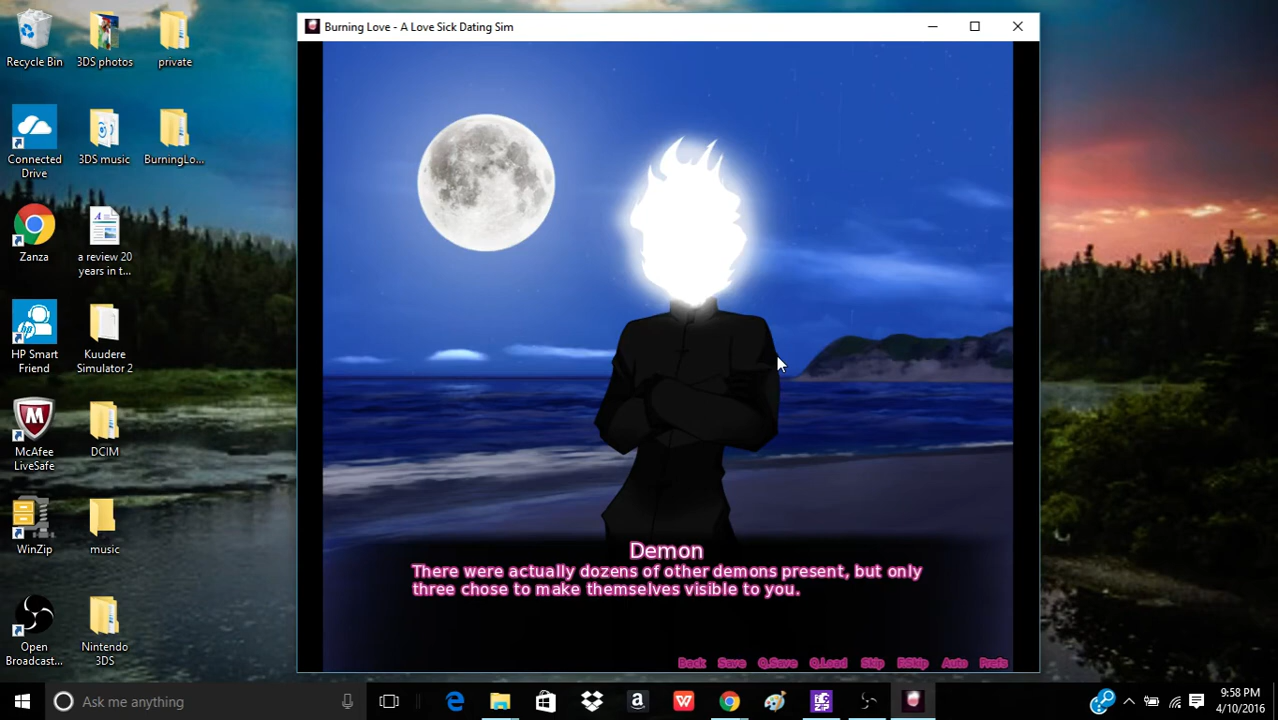 Burning Love - A Love Sick Dating Sim
Recycle Bin
3DS photos
private
Connected
Drive
3DS music
BurningLo...
Zanza
a review 20
years in t...
HP Smart
Friend
Kuudere
Simulator 2
McAfee
LiveSafe
DCIM
WinZip
music
Open
Broadcast...
Nintendo
3DS
Demon
There were actually dozens of other demons present, but only
three chose to make themselves visible to you.
Back Save Q.Save Q.Load Skip F.Skip Auto Prefs
Ask me anything
9:58 PM
4/10/2016